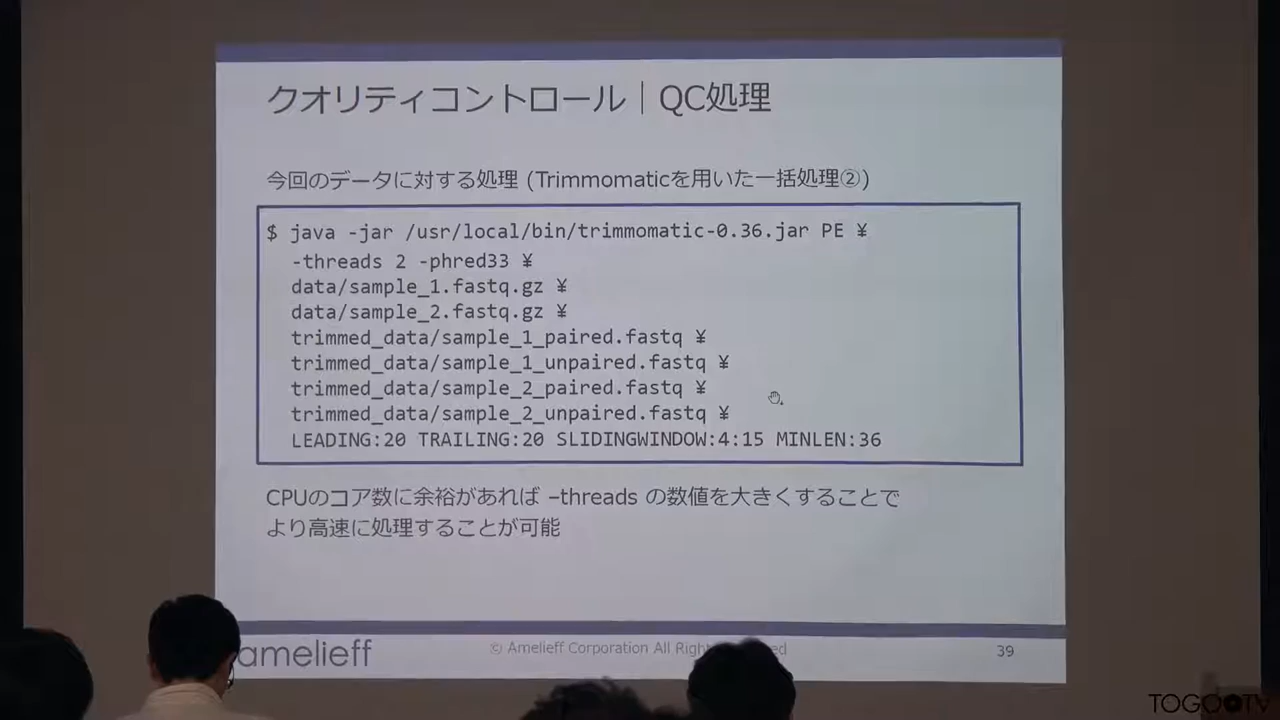 クオリティコントロール｜QC処理
今回のデータに対する処理 (Trimmomaticを用いた一括処理②)
$ java -jar /usr/local/bin/trimmomatic-0.36.jar PE ¥
-threads 2 -phred33 ¥
data/sample_1.fastq.gz ¥
data/sample_2.fastq.gz ¥
trimmed_data/sample_1_paired.fastq ¥
trimmed_data/sample_1_unpaired.fastq ¥
trimmed_data/sample_2_paired.fastq ¥
trimmed_data/sample_2_unpaired.fastq ¥
LEADING:20 TRAILING:20 SLIDINGWINDOW:4:15 MINLEN:36
CPUのコア数に余裕があれば –threads の数値を大きくすることで
より高速に処理することが可能
amelieff
© Amelieff Corporation All
39
TOGOTV